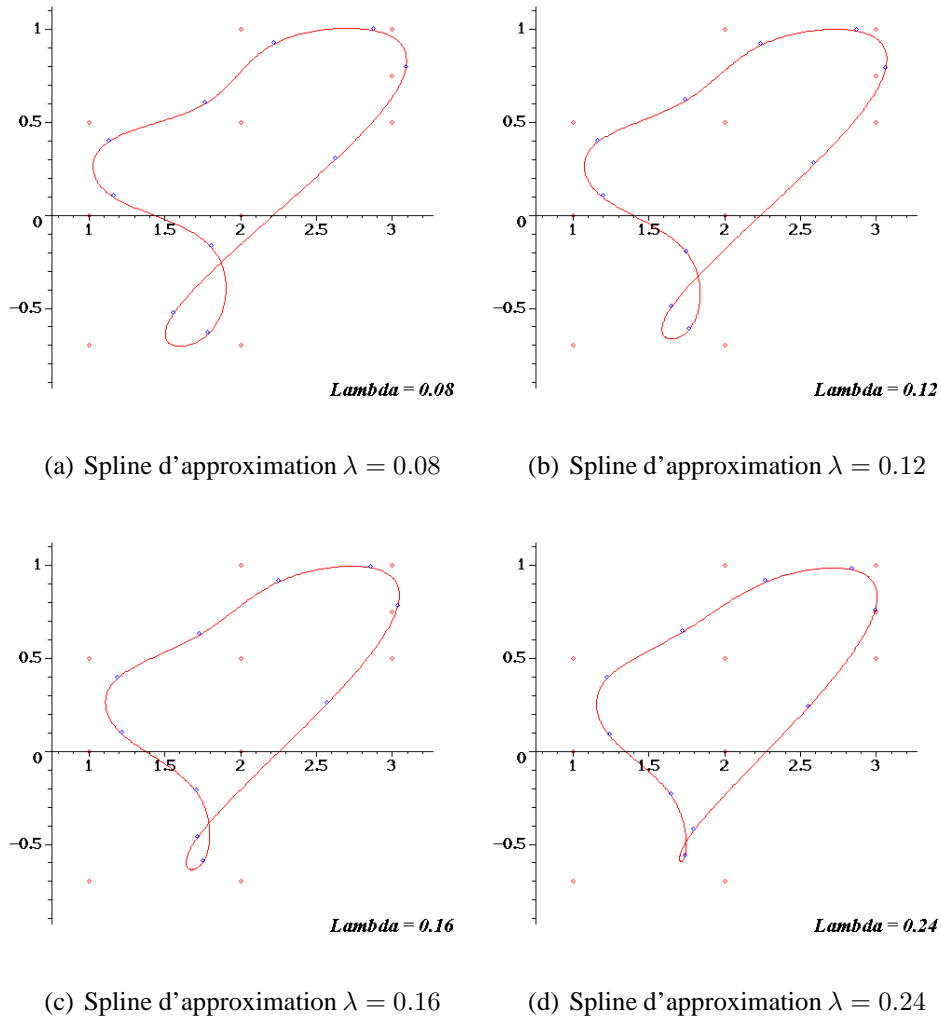 1
0.5
0
1 1.5 2 2.5 3
−0.5
Lambda = 0.08
(a) Spline d'approximation λ = 0.08
1
0.5
0
1 1.5 2 2.5 3
−0.5
Lambda = 0.12
(b) Spline d'approximation λ = 0.12
1
0.5
0
1 1.5 2 2.5 3
−0.5
Lambda = 0.16
(c) Spline d'approximation λ = 0.16
1
0.5
0
1 1.5 2 2.5 3
−0.5
Lambda = 0.24
(d) Spline d'approximation λ = 0.24